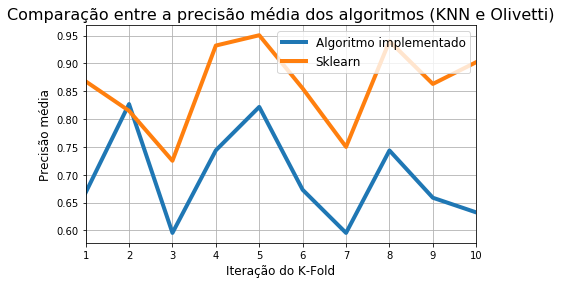 Comparação entre a precisão média dos algoritmos (KNN e Olivetti)
Algoritmo implementado
Sklearn
Precisão média
0.95
0.90
0.85
0.80
0.75
0.70
0.65
0.60
1 2 3 4 5 6 7 8 9 10
Iteração do K-Fold